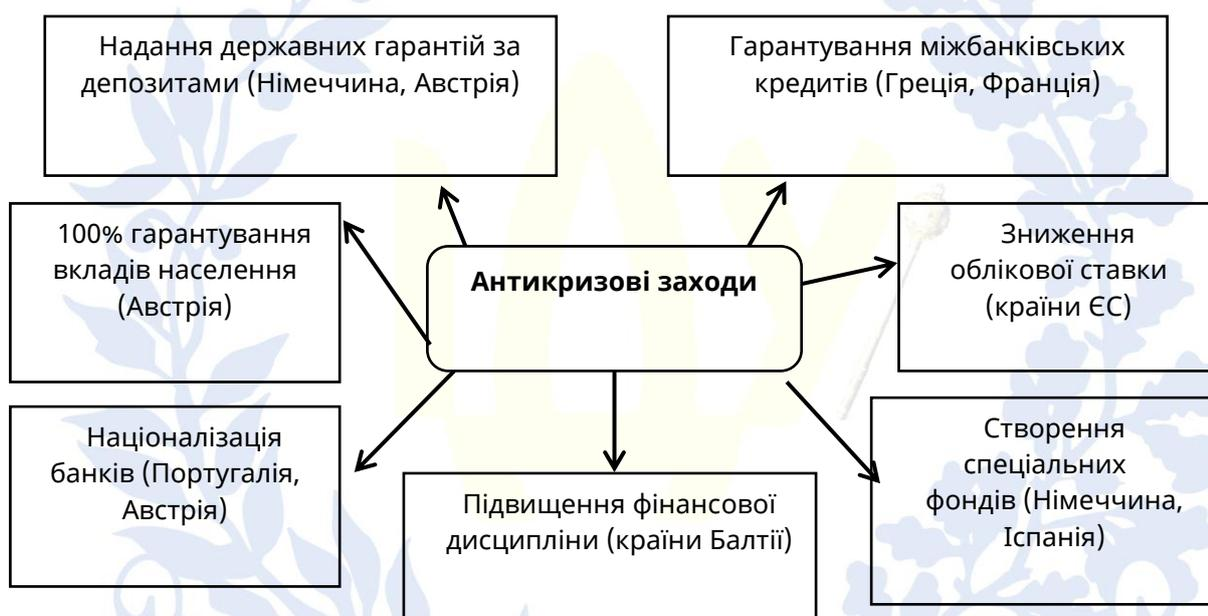 Надання державних гарантій за
депозитами (Німеччина, Австрія)
Гарантування міжбанківських
кредитів (Греція, Франція)
100% гарантування
вкладів населення
(Австрія)
Антикризові заходи
Зниження
облікової ставки
(країни ЄС)
Націоналізація
банків (Португалія,
Австрія)
Підвищення фінансової
дисципліни (країни Балтії)
Створення
спеціальних
фондів (Німеччина,
Іспанія)